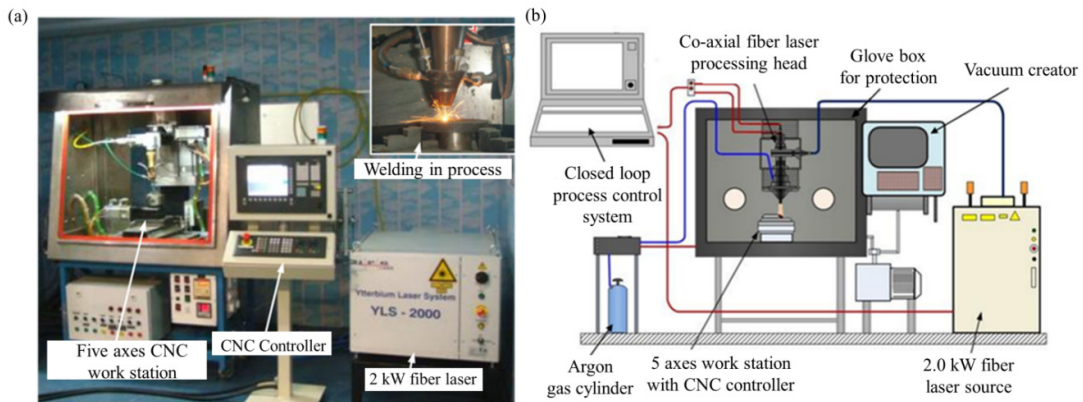 (a)
Welding in process
Ytterbium Laser System
YLS - 2000
Five axes CNC
work station
CNC Controller
2 kW fiber laser
(b)
Co-axial fiber laser
processing head
Glove box
for protection
Vacuum creator
Closed loop
process control
system
Argon
gas cylinder
5 axes work station
with CNC controller
2.0 kW fiber
laser source